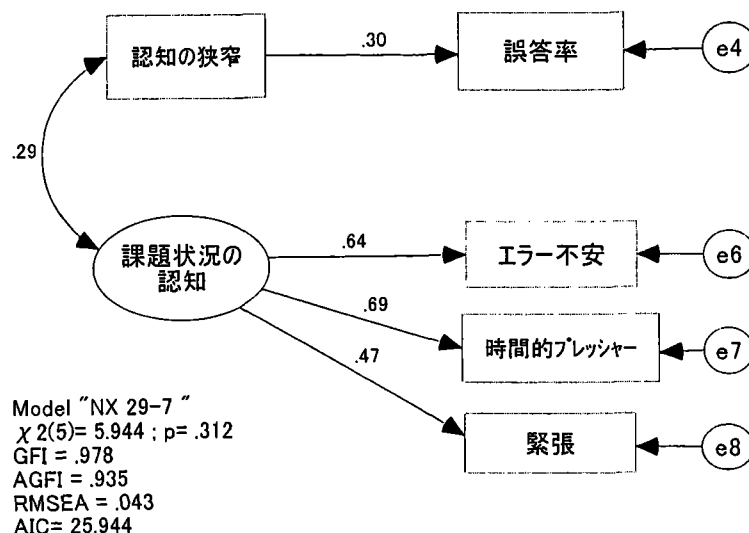 認知の狭窄
.30
誤答率
e4
.29
課題状況の
認知
.64
エラー不安
e6
.69
時間的プレッシャー
e7
.47
緊張
e8
Model "NX 29-7 "
χ2(5)= 5.944 ; p= .312
GFI = .978
AGFI = .935
RMSEA = .043
AIC= 25.944